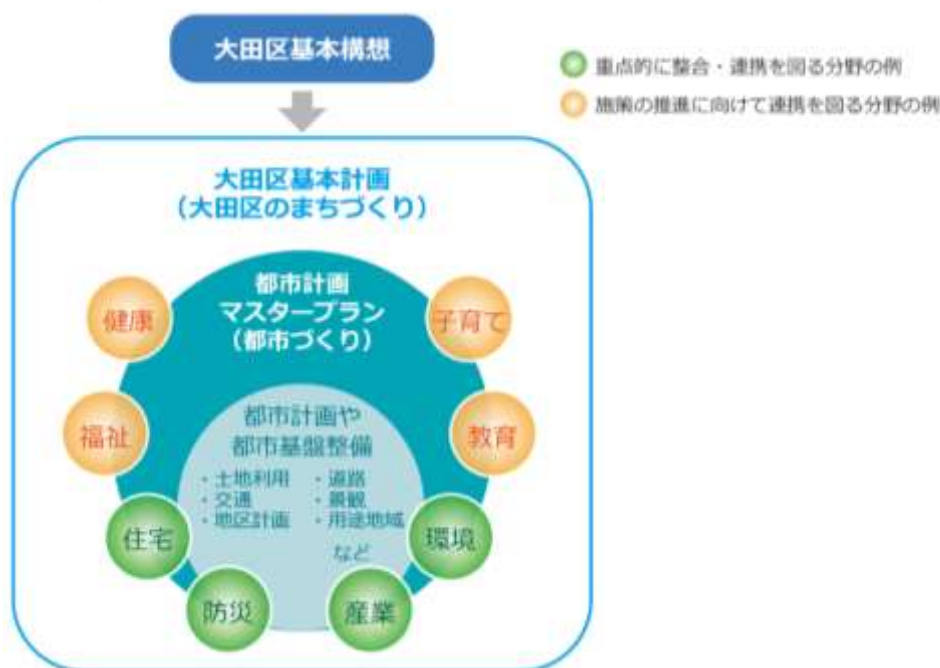 大田区基本構想
重点的に整合・連携を図る分野の例
施策の推進に向けて連携を図る分野の例
大田区基本計画
（大田区のまちづくり）
都市計画
マスタープラン
（都市づくり）
健康
子育て
福祉
教育
都市計画や
都市基盤整備
・土地利用 ・道路
・交通 ・景観
・地区計画 ・用途地域
など
住宅
環境
防災
産業